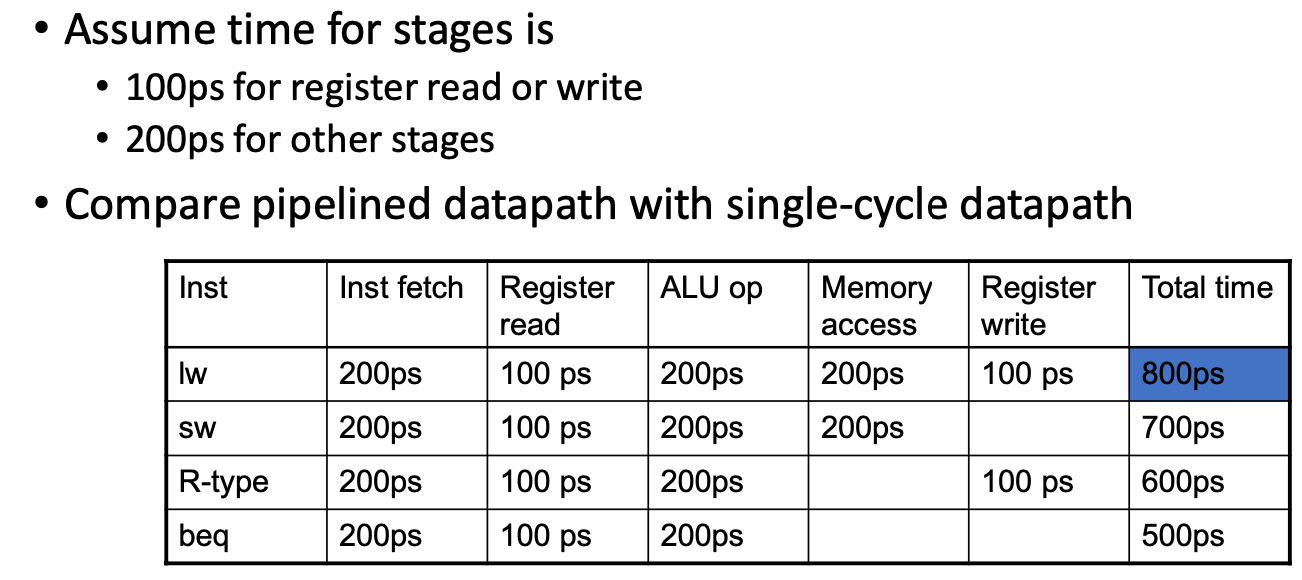 • Assume time for stages is
• 100ps for register read or write
• 200ps for other stages
• Compare pipelined datapath with single-cycle datapath
Inst Inst fetch Register read ALU op Memory access Register write Total time
lw 200ps 100 ps 200ps 200ps 100 ps 800ps
sw 200ps 100 ps 200ps 200ps 700ps
R-type 200ps 100 ps 200ps 100 ps 600ps
beq 200ps 100 ps 200ps 500ps